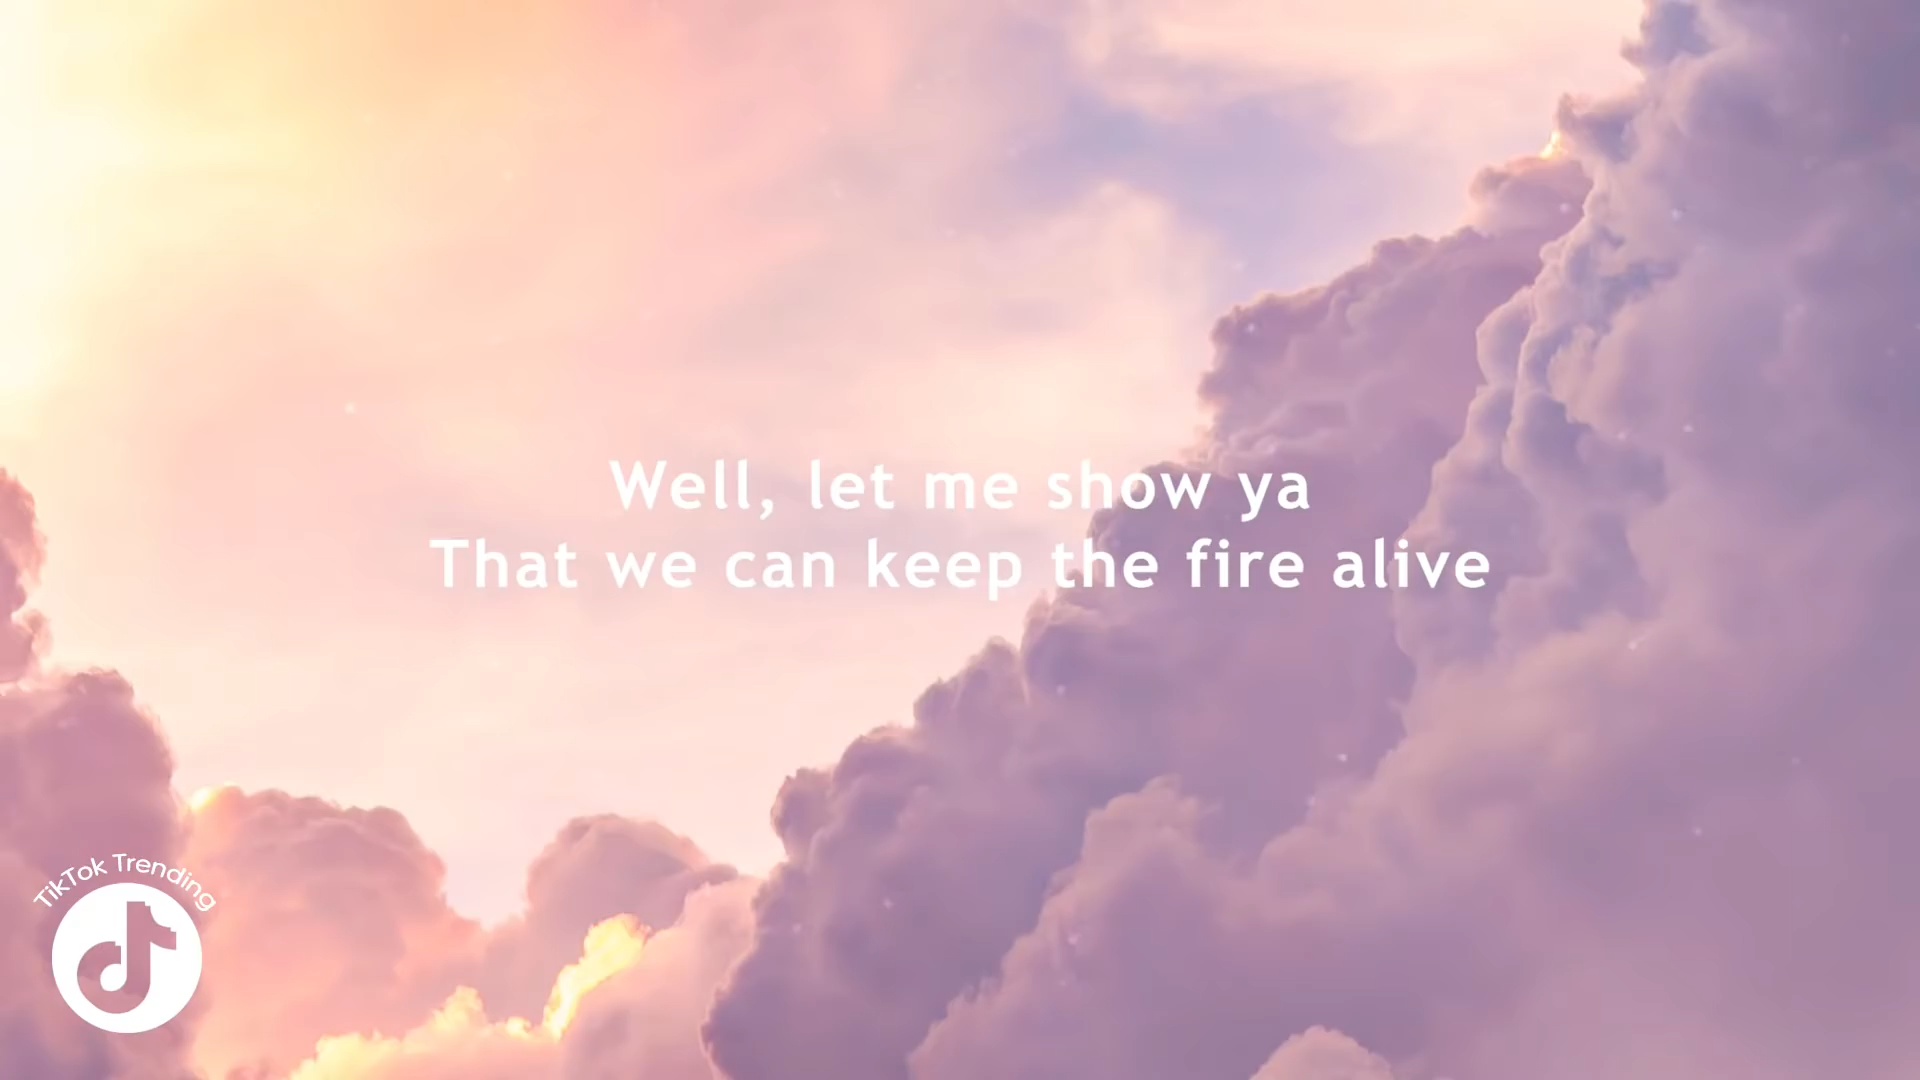 Well, let me show ya
That we can keep the fire alive
TikTok Trending